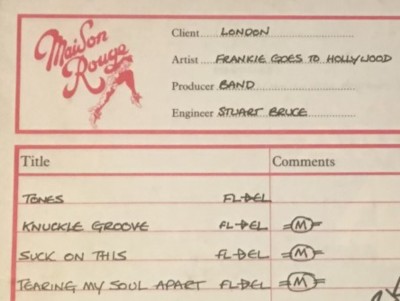 Maison Rouge
Client..... LONDON
Artist.... FRANKIE GOES TO HOLLYWOOD
Producer BAND
Engineer STUART BRUCE
Title Comments
TONES FL-DEL
KNUCKLE GROOVE FL-DEL M
SUCK ON THIS FL-DEL M
TEARING MY SOUL APART FL-DEL M